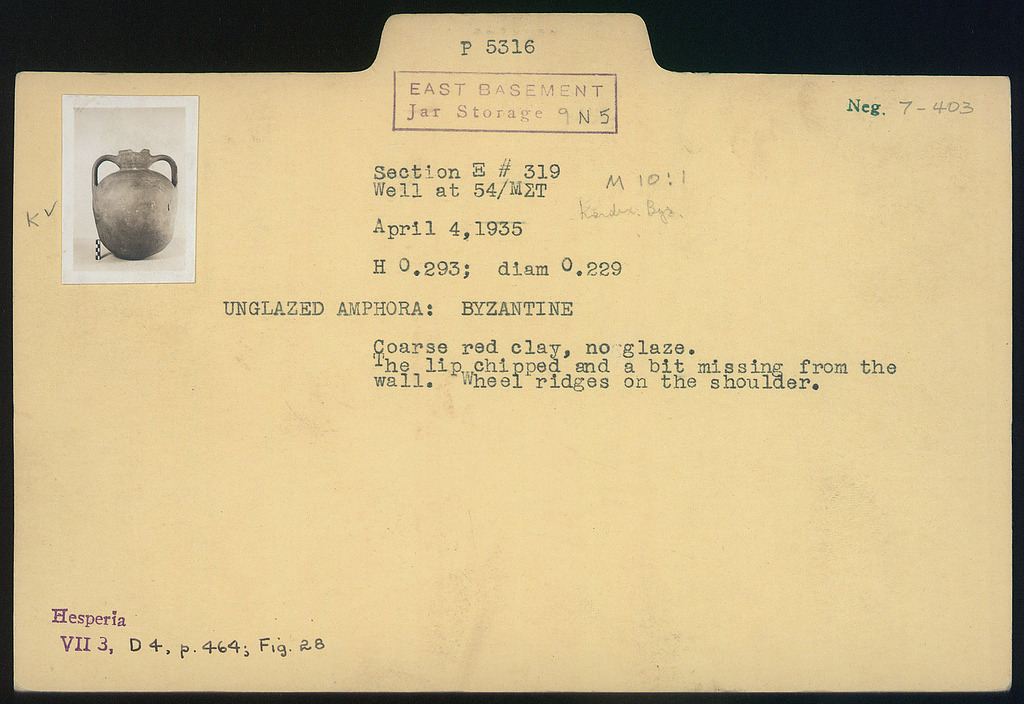 P 5316
EAST BASEMENT
Jar Storage 9 N 5
Neg. 7-403
Section Ξ # 319
Well at 54/ΜΣΤ
M 10:1
April 4,1935
K✓
H 0.293; diam 0.229
UNGLAZED AMPHORA: BYZANTINE
Coarse red clay, no glaze.
The lip chipped and a bit missing from the
wall. Wheel ridges on the shoulder.
Hesperia
VII 3, D 4, p. 464; Fig. 28